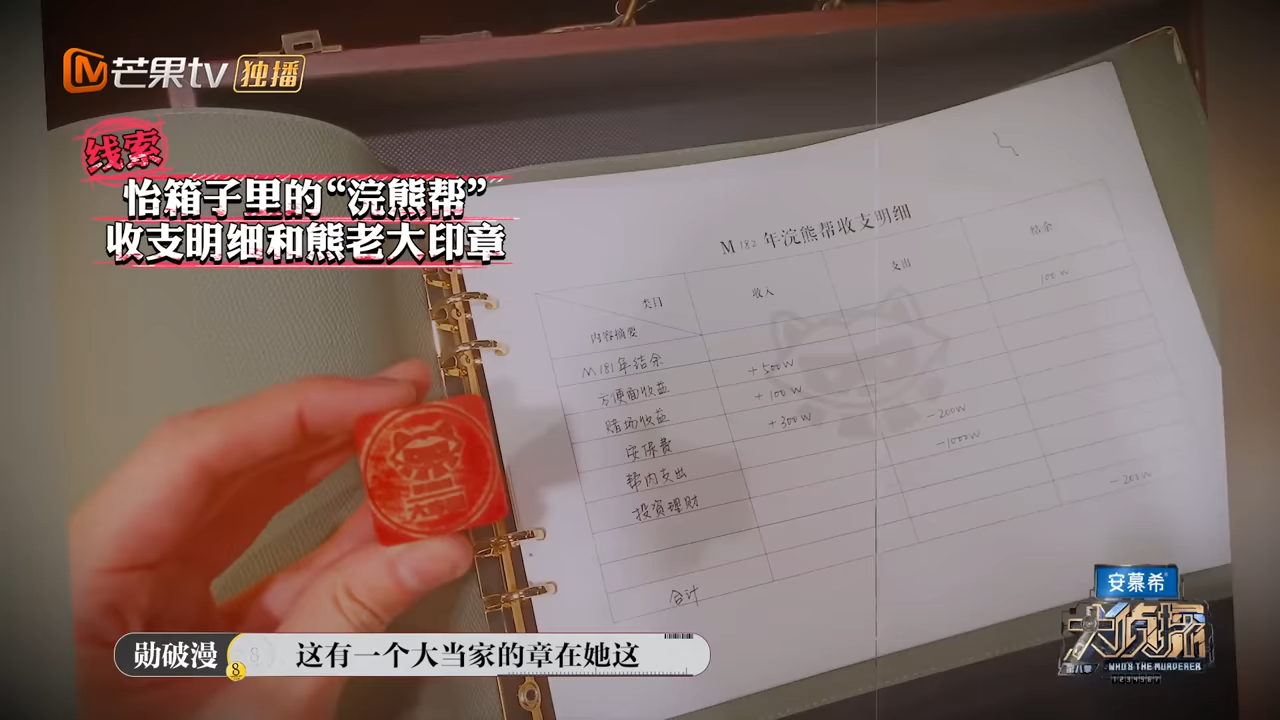 芒果tv 独播
线索
怡箱子里的“浣熊帮”
收支明细和熊老大印章
M182年浣熊帮收支明细
类目 收入 支出 结余
内容摘要
M181年结余 100W
方便面收益 +500W
赌场收益 +100W
安保费 +300W
帮内支出 -200W
投资理财 -1000W
合计 -200W
勋破漫 8 这有一个大当家的章在她这
安慕希
大侦探
第八季 WHO'S THE MURDERER